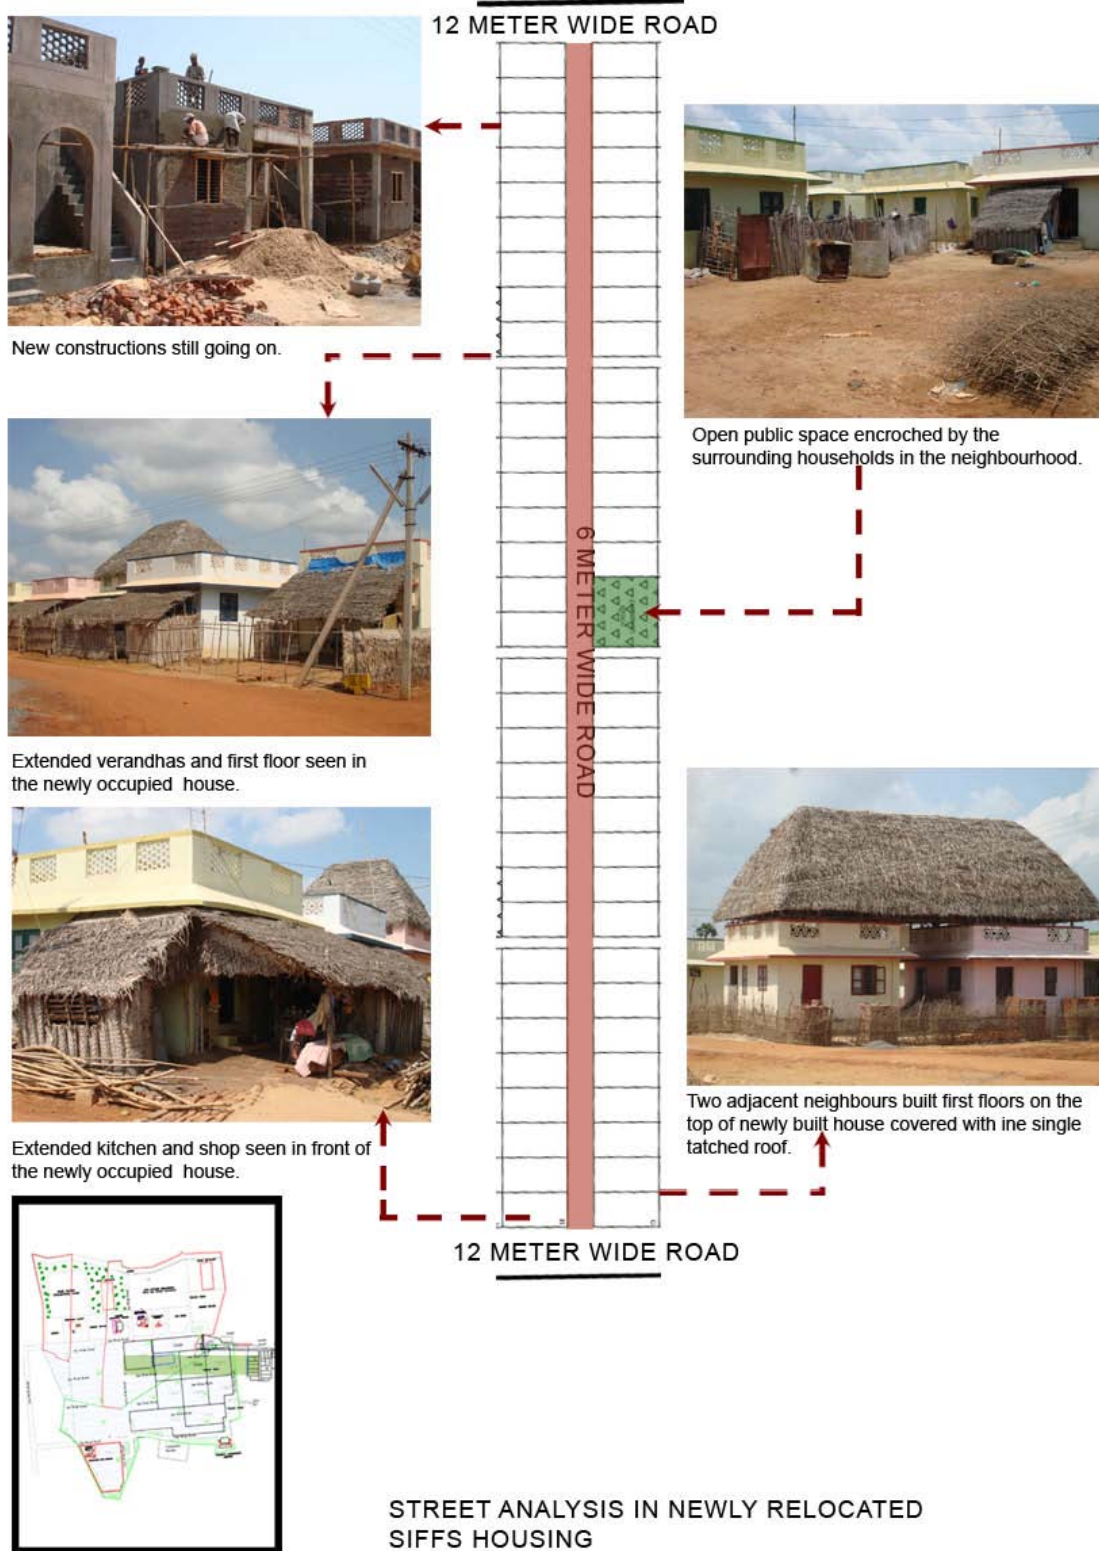 12 METER WIDE ROAD
New constructions still going on.
Open public space encroched by the
surrounding households in the neighbourhood.
6 METER WIDE ROAD
Extended verandhas and first floor seen in
the newly occupied house.
Two adjacent neighbours built first floors on the
top of newly built house covered with ine single
tatched roof.
Extended kitchen and shop seen in front of
the newly occupied house.
12 METER WIDE ROAD
STREET ANALYSIS IN NEWLY RELOCATED
SIFFS HOUSING